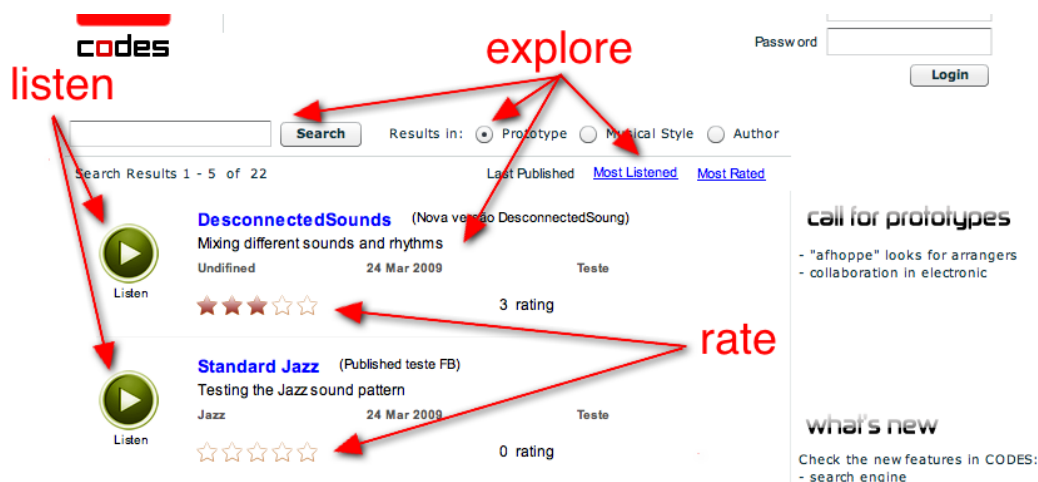 codes
explore
Password
listen
Login
Search Results in: Prototype Musical Style Author
Search Results 1 - 5 of 22 Last Published Most Listened Most Rated
DesconnectedSounds (Nova versão DesconnectedSoung)
call for prototypes
Mixing different sounds and rhythms
- "afhoppe" looks for arrangers
Undifined 24 Mar 2009 Teste
- collaboration in electronic
Listen
3 rating
rate
Standard Jazz (Published teste FB)
Testing the Jazz sound pattern
Jazz 24 Mar 2009 Teste
what's new
Listen
0 rating
Check the new features in CODES:
- search engine